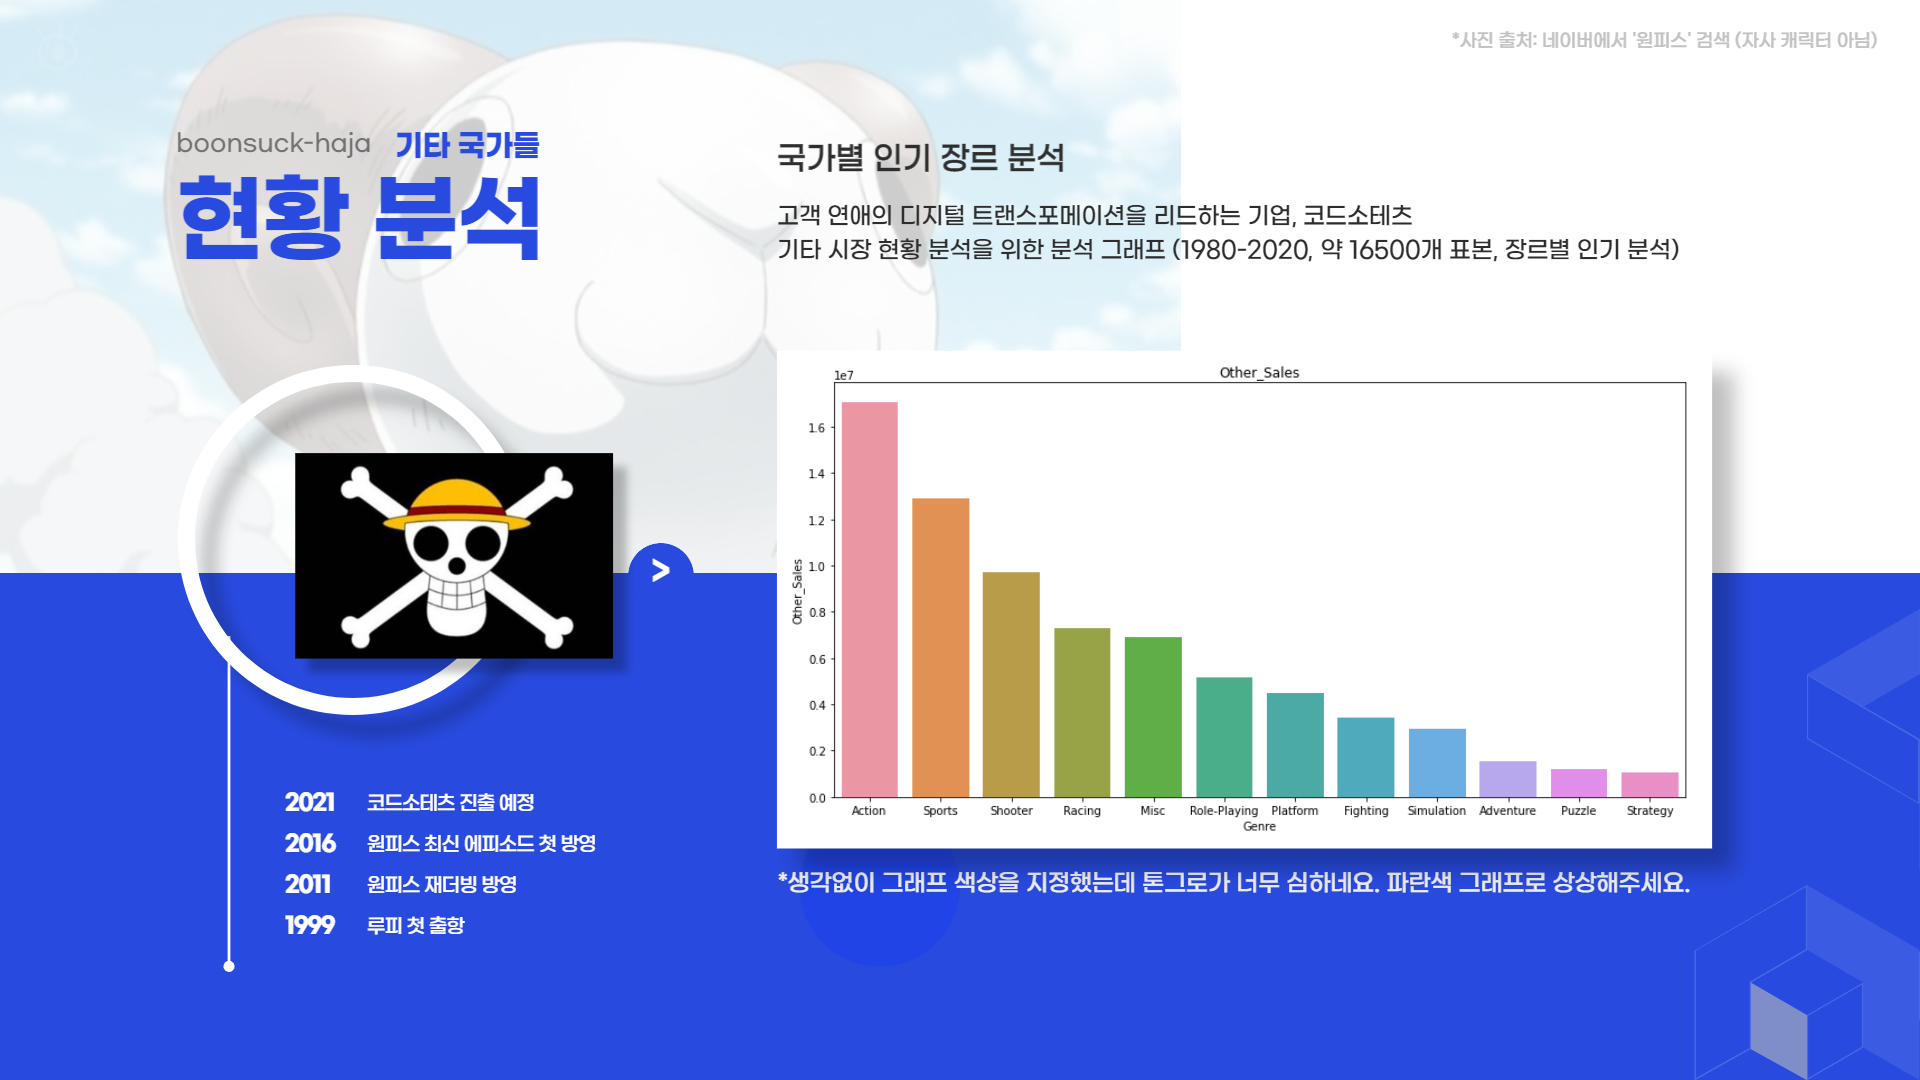 *사진 출처: 네이버에서 '원피스' 검색 (자사 캐릭터 아님)
boonsuck-haja 기타 국가들
현황 분석
국가별 인기 장르 분석
고객 연애의 디지털 트랜스포메이션을 리드하는 기업, 코드소테츠
기타 시장 현황 분석을 위한 분석 그래프 (1980-2020, 약 16500개 표본, 장르별 인기 분석)
>
2021 코드소테츠 진출 예정
2016 원피스 최신 에피소드 첫 방영
2011 원피스 재더빙 방영
1999 루피 첫 출항
Other_Sales
1e7
1.6
1.4
1.2
1.0
0.8
0.6
0.4
0.2
0.0
Other_Sales
Action Sports Shooter Racing Misc Role-Playing Platform Fighting Simulation Adventure Puzzle Strategy
Genre
*생각없이 그래프 색상을 지정했는데 톤그로가 너무 심하네요. 파란색 그래프로 상상해주세요.